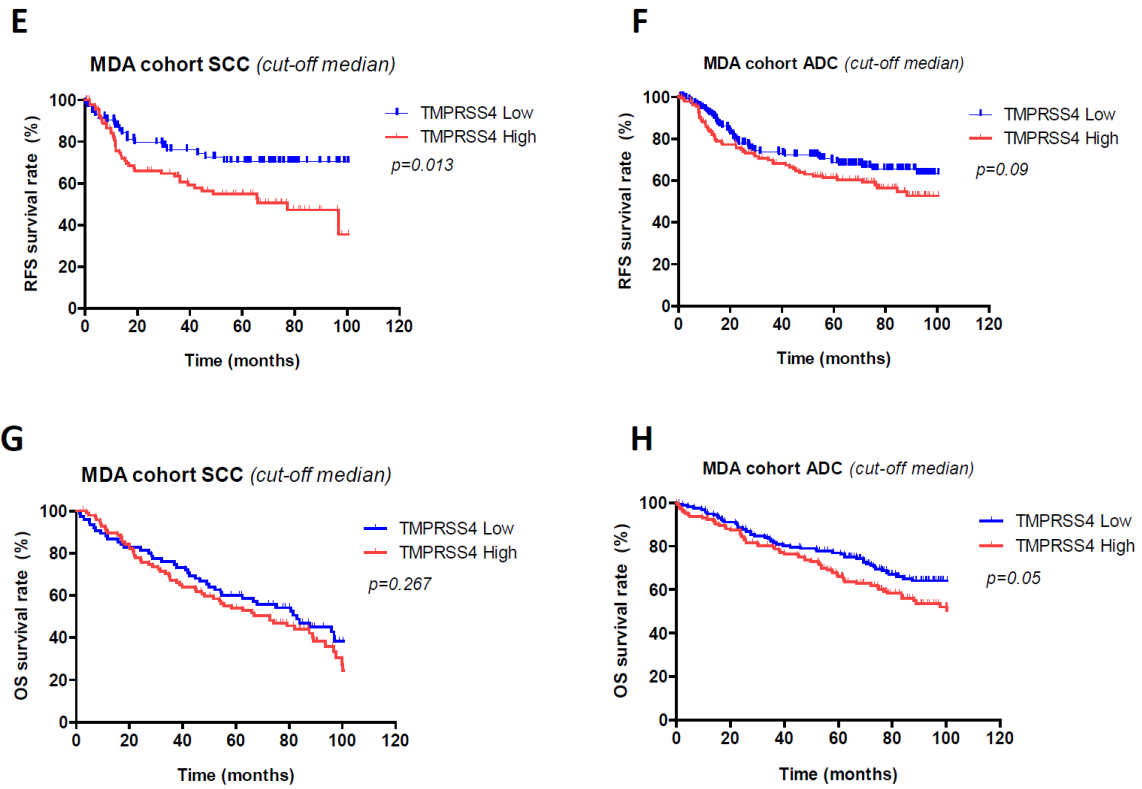 E
MDA cohort SCC (cut-off median)
RFS survival rate (%)
100
80
60
40
20
0
0 20 40 60 80 100 120
Time (months)
TMPRSS4 Low
TMPRSS4 High
p=0.013
F
MDA cohort ADC (cut-off median)
RFS survival rate (%)
100
80
60
40
20
0
0 20 40 60 80 100 120
Time (months)
TMPRSS4 Low
TMPRSS4 High
p=0.09
G
MDA cohort SCC (cut-off median)
OS survival rate (%)
100
80
60
40
20
0
0 20 40 60 80 100 120
Time (months)
TMPRSS4 Low
TMPRSS4 High
p=0.267
H
MDA cohort ADC (cut-off median)
OS survival rate (%)
100
80
60
40
20
0
0 20 40 60 80 100 120
Time (months)
TMPRSS4 Low
TMPRSS4 High
p=0.05